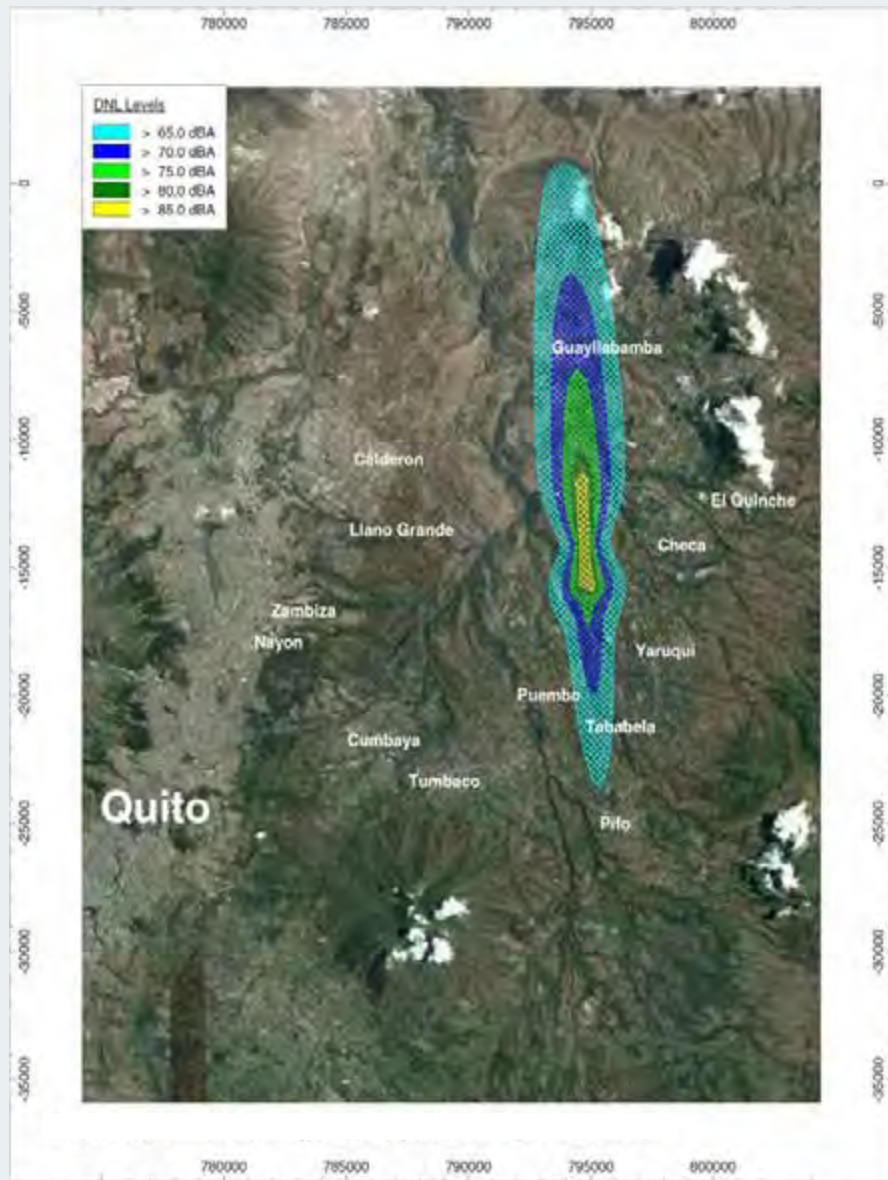 780000 785000 790000 795000 800000
DNL Levels
> 65.0 dBA
> 70.0 dBA
> 75.0 dBA
> 80.0 dBA
> 85.0 dBA
0 0
-5000 -5000
Guayllabamba
-10000 -10000
Calderon
El Quinche
Llano Grande
Checa
-15000 -15000
Zambiza
Nayon
Yaruqui
Puembo
-20000 -20000
Tababela
Cumbaya
Tumbaco
Quito
Pifo
-25000 -25000
-30000 -30000
-35000 -35000
780000 785000 790000 795000 800000